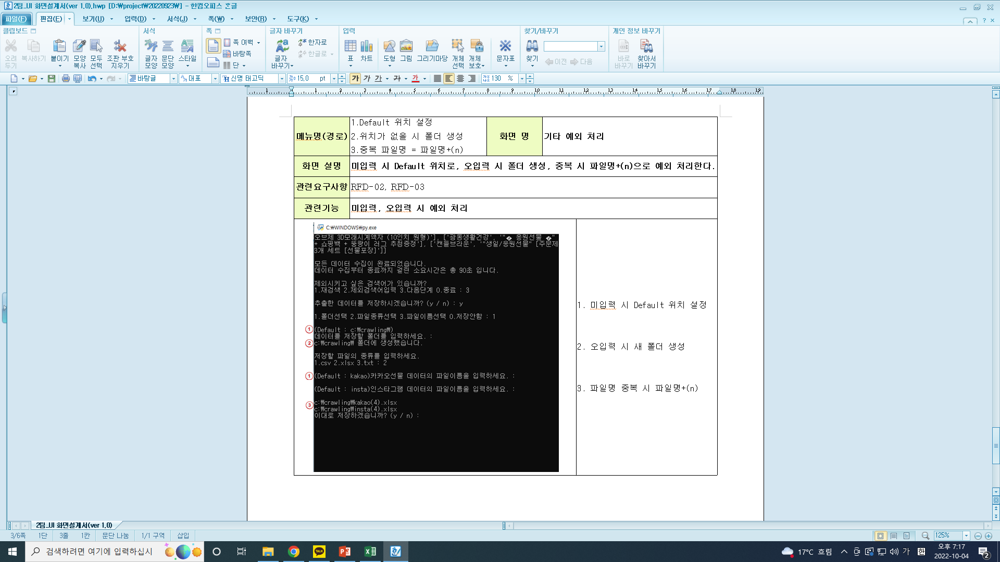 2팀_UI 화면설계서(ver 1.0).hwp [D:₩project₩20220923₩] - 한컴오피스 ᄒᆞᆫ글
파일(F) 편집(E) 보기(U) 입력(D) 서식(J) 쪽(W) 보안(R) 도구(K)
클립보드 서식 쪽 글자 바꾸기 입력 찾기/바꾸기 개인 정보 바꾸기
오려 두기 복사하기 붙이기 모양 복사 모두 선택 조판 부호 지우기
글자 모양 문단 모양 스타일
쪽 여백 바탕쪽 단
글자 바꾸기 한자로 한글로
표 차트 도형 그림 그리기마당 개체 선택 개체 보호 문자표
찾기 이전 다음
바로 바꾸기 찾아서 바꾸기
바탕글 대표 신명 태고딕 15.0 pt 가 가 가 가 가 130 %
1 1 2 3 4 5 6 7 8 9 10 11 12 13 14 15 16 17 18 19
메뉴명(경로)
1.Default 위치 설정
2.위치가 없을 시 폴더 생성
3.중복 파일명 = 파일명+(n)
화면 명 기타 예외 처리
화면 설명 미입력 시 Default 위치로, 오입력 시 폴더 생성, 중복 시 파일명+(n)으로 예외 처리한다.
관련요구사항 RFD-02, RFD-03
관련기능 미입력, 오입력 시 예외 처리
C:₩WINDOWS₩py.exe
오브제 3D모래시계액자 (10인치 원형)'], ['광동생활건강', '"� 응원선물 �"
+ 쇼핑백 + 뚱랑이 러그 추첨증정'], ['캔들브라운', '"생일/응원선물" [주문제
3개 세트 [선물포장]']]
모든 데이터 수집이 완료되었습니다.
데이터 수집부터 종료까지 걸린 소요시간은 총 90초 입니다.
제외시키고 싶은 검색어가 있습니까?
1.재검색 2.제외검색어입력 3.다음단계 0.종료 : 3
추출한 데이터를 저장하시겠습니까? (y / n) : y
1.폴더선택 2.파일종류선택 3.파일이름선택 0.저장안함 : 1
① (Default : c:₩crawling₩)
데이터를 저장할 폴더를 입력하세요. :
② c:₩crawling₩ 폴더에 생성했습니다.
저장할 파일의 종류를 입력하세요.
1.csv 2.xlsx 3.txt : 2
① (Default : kakao)카카오선물 데이터의 파일이름을 입력하세요. :
(Default : insta)인스타그램 데이터의 파일이름을 입력하세요. :
③ c:₩crawling₩kakao(4).xlsx
c:₩crawling₩insta(4).xlsx
이대로 저장하겠습니까? (y / n) :
1. 미입력 시 Default 위치 설정
2. 오입력 시 새 폴더 생성
3. 파일명 중복 시 파일명+(n)
2팀_UI 화면설계서(ver 1.0)
3/6쪽 1단 3줄 1칸 문단 나눔 1/1 구역 삽입 125%
검색하려면 여기에 입력하십시 TALK 17°C 흐림 가 한 오후 7:17
2022-10-04 2